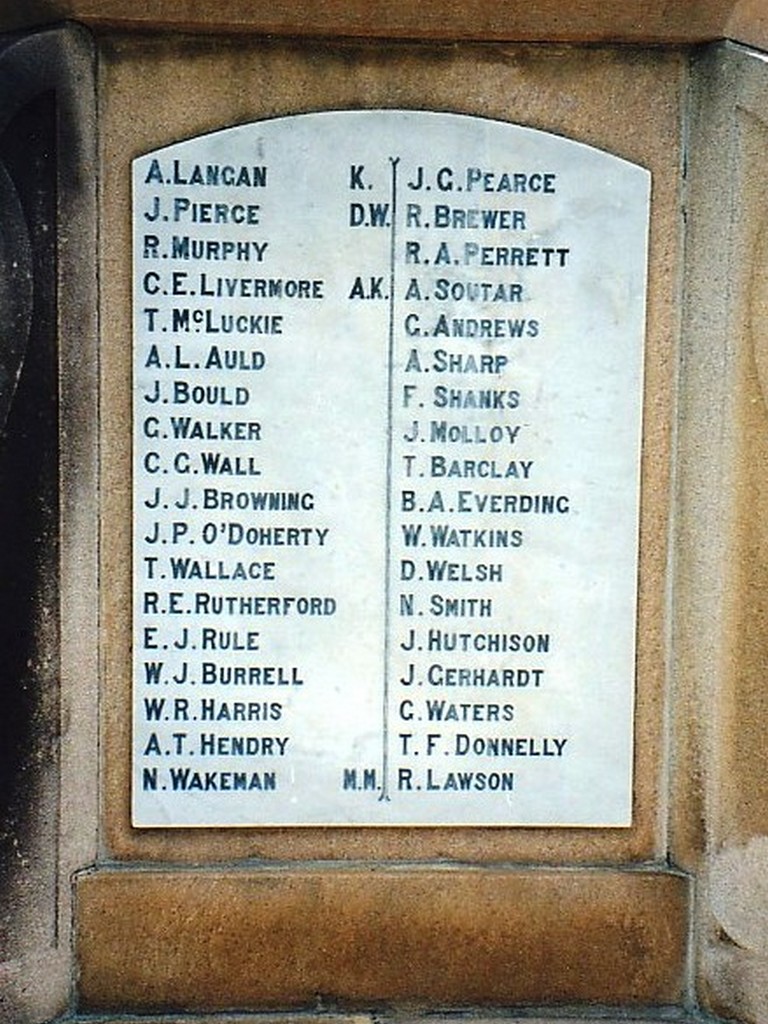 A. LANGAN K.
J. PIERCE D.W.
R. MURPHY
C. E. LIVERMORE A.K.
T. McLUCKIE
A. L. AULD
J. BOULD
G. WALKER
C. G. WALL
J. J. BROWNING
J. P. O'DOHERTY
T. WALLACE
R. E. RUTHERFORD
E. J. RULE
W. J. BURRELL
W. R. HARRIS
A. T. HENDRY
N. WAKEMAN M.M.
J. G. PEARCE
R. BREWER
R. A. PERRETT
A. SOUTAR
G. ANDREWS
A. SHARP
F. SHANKS
J. MOLLOY
T. BARCLAY
B. A. EVERDING
W. WATKINS
D. WELSH
N. SMITH
J. HUTCHISON
J. GERHARDT
G. WATERS
T. F. DONNELLY
R. LAWSON